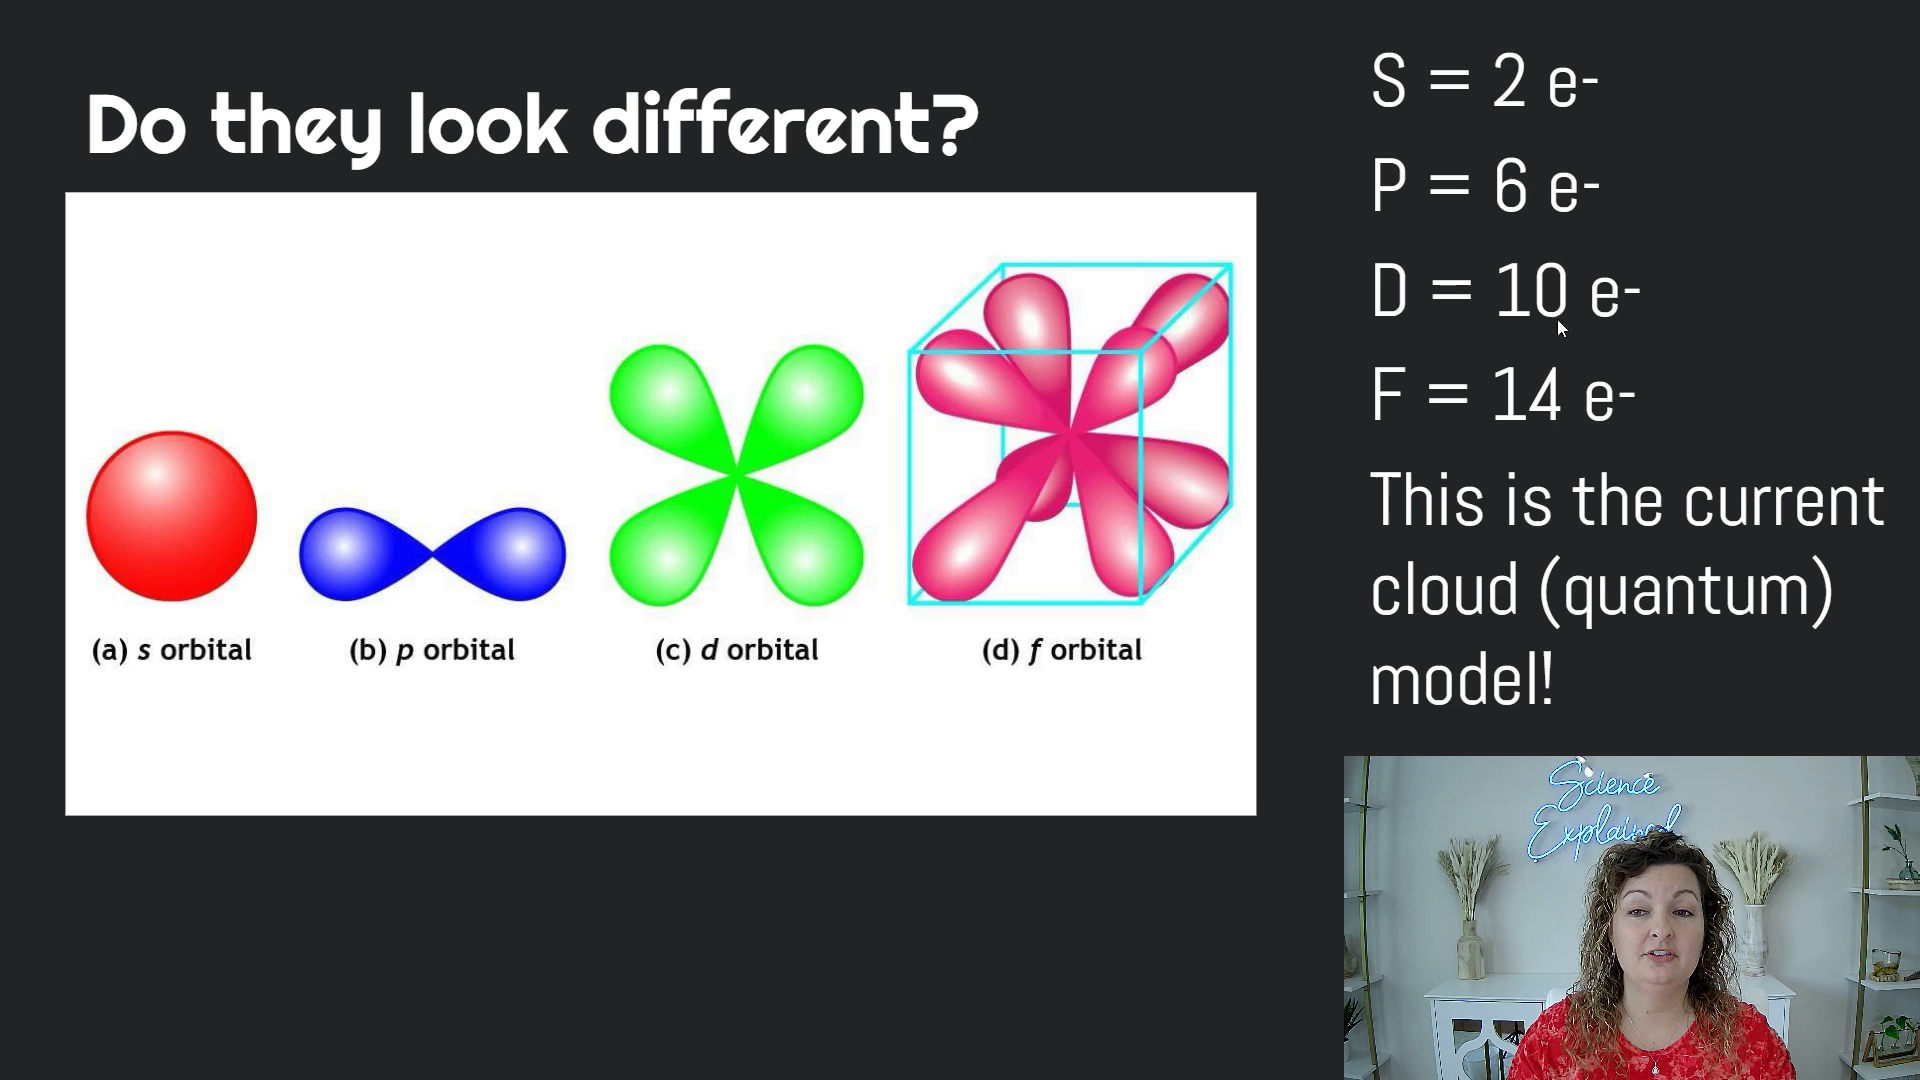 Do they look different?
(a) s orbital
(b) p orbital
(c) d orbital
(d) f orbital
S = 2 e-
P = 6 e-
D = 10 e-
F = 14 e-
This is the current
cloud (quantum)
model!
Science
Explained